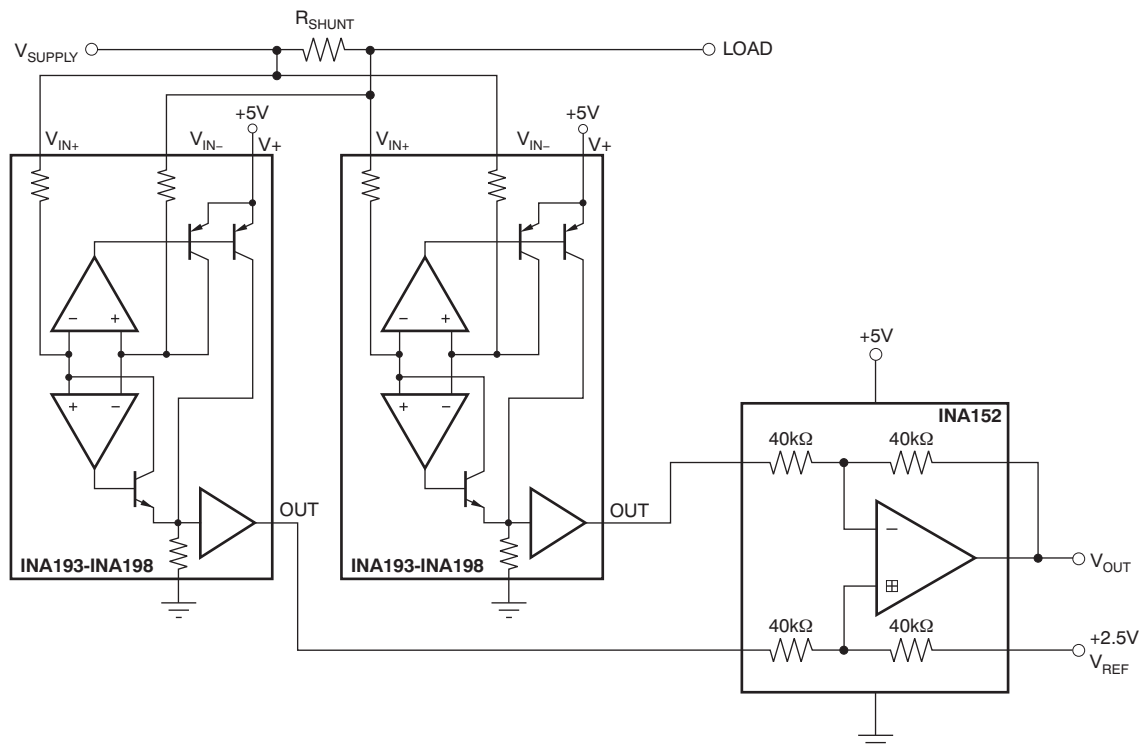 R_SHUNT
V_SUPPLY
LOAD
+5V
+5V
V_IN+
V_IN−
V+
V_IN+
V_IN−
V+
− +
− +
+5V
+ −
+ −
INA152
40kΩ 40kΩ
OUT
OUT
−
INA193-INA198
INA193-INA198
V_OUT
+
40kΩ 40kΩ
+2.5V
V_REF